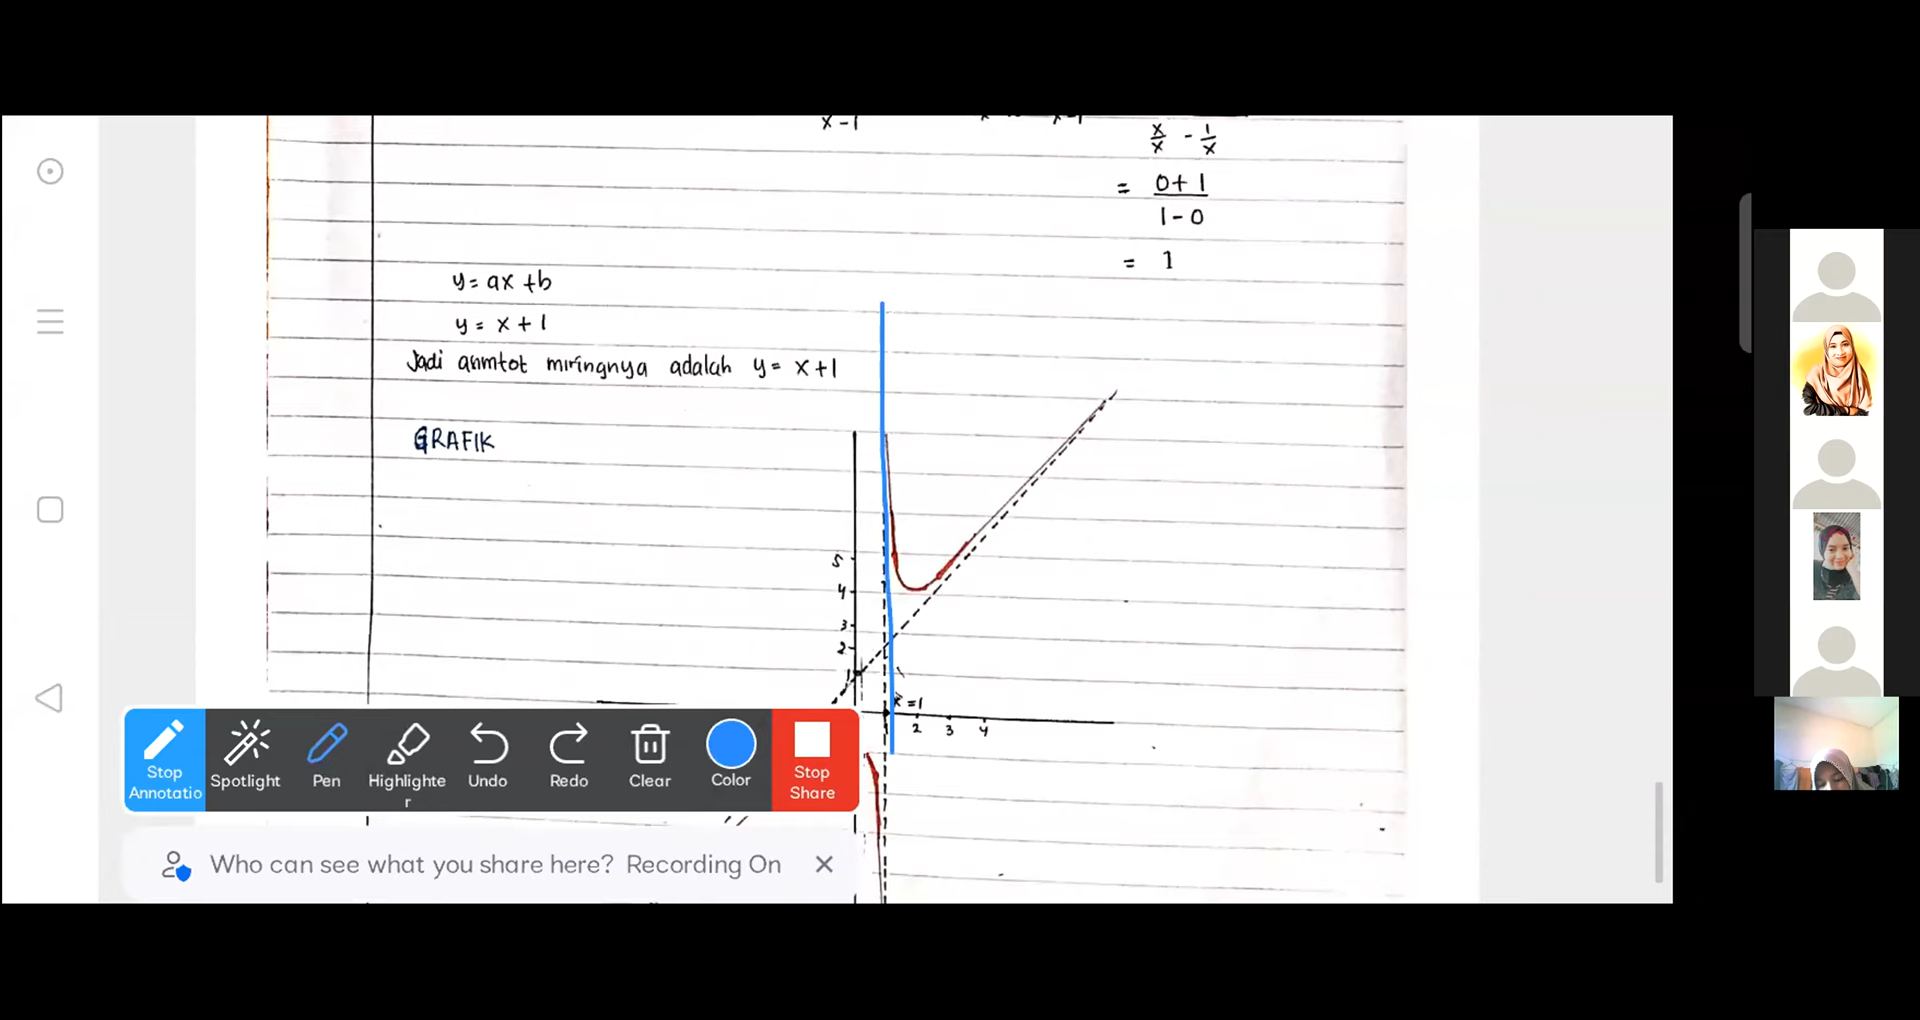 x-1
x/x - 1/x
= 0+1
1-0
= 1
y= ax +b
y = x + 1
Jadi asimtot miringnya adalah y= x+1
GRAFIK
5
4
3
2
1
x =1
2 3 4
Stop Annotatio
Spotlight
Pen
Highlighte
r
Undo
Redo
Clear
Color
Stop Share
Who can see what you share here? Recording On